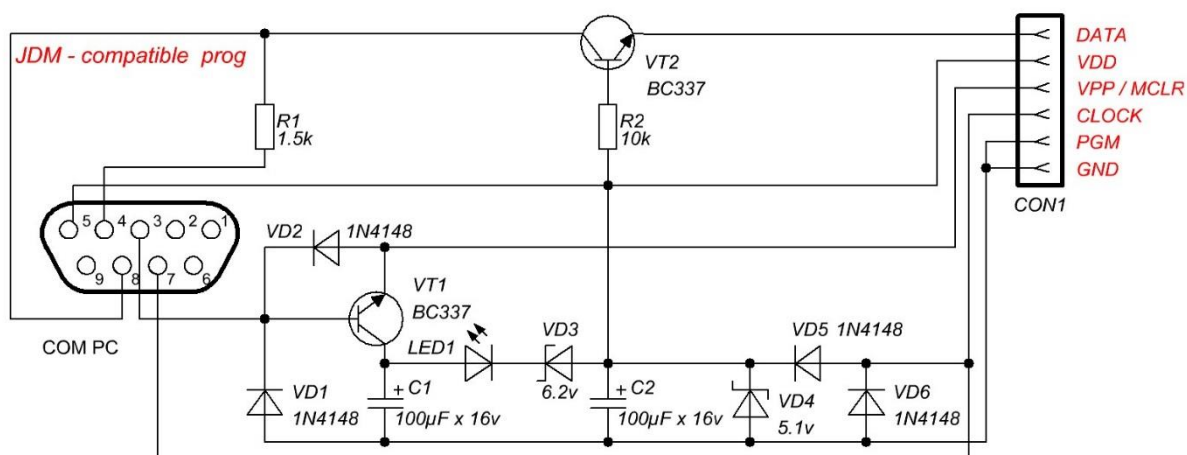 JDM - compatible prog
VT2
BC337
R1
1.5k
R2
10k
DATA
VDD
VPP / MCLR
CLOCK
PGM
GND
CON1
5 4 3 2 1
9 8 7 6
COM PC
VD2 1N4148
VT1
BC337
LED1
VD3
6.2v
VD5 1N4148
VD1
1N4148
+ C1
100µF x 16v
+ C2
100µF x 16v
VD4
5.1v
VD6
1N4148